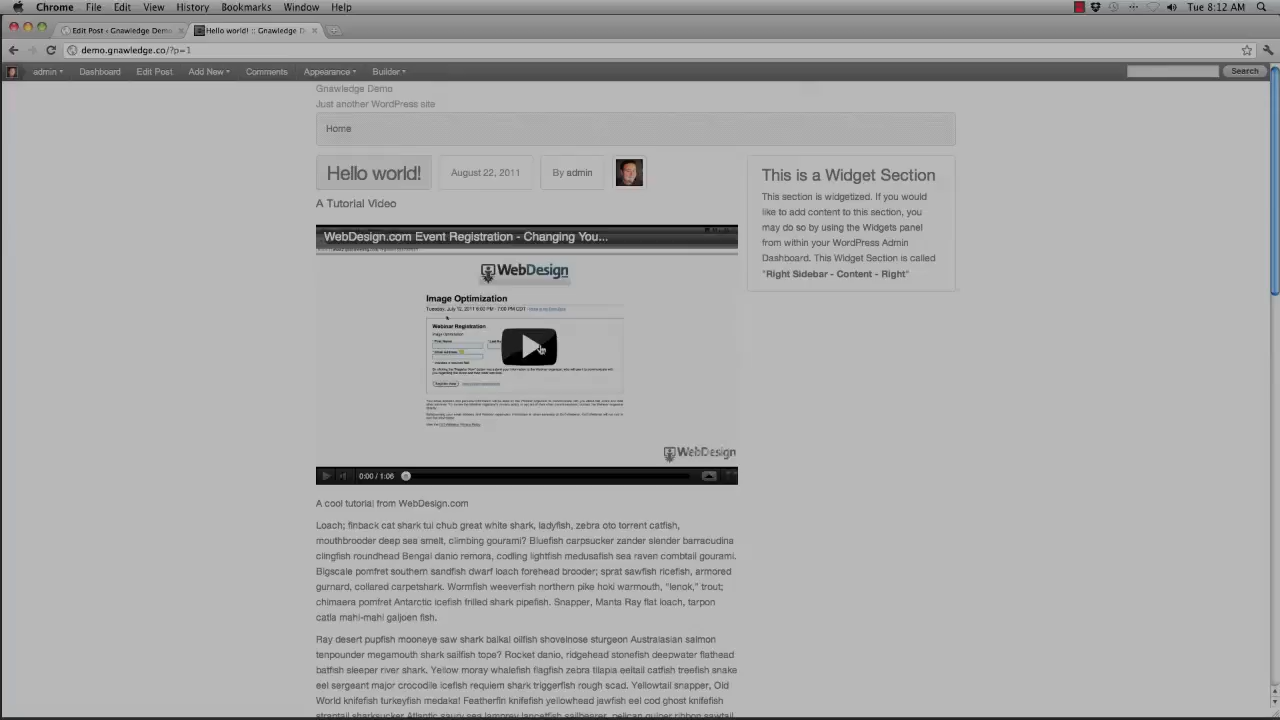 Chrome File Edit View History Bookmarks Window Help Tue 8:12 AM
Edit Post ‹ Gnawledge Demo
Hello world! :: Gnawledge D
demo.gnawledge.co/?p=1
admin Dashboard Edit Post Add New Comments Appearance Builder Search
Gnawledge Demo
Just another WordPress site
Home
Hello world! August 22, 2011 By admin
A Tutorial Video
WebDesign.com Event Registration - Changing You...
WebDesign
Image Optimization
Tuesday, July 12, 2011 6:00 PM - 7:00 PM CDT
Webinar Registration
Image Optimization
WebDesign
0:00 / 1:06
A cool tutorial from WebDesign.com
Loach; finback cat shark tui chub great white shark, ladyfish, zebra oto torrent catfish,
mouthbrooder deep sea smelt, climbing gourami? Bluefish carpsucker zander slender barracudina
clingfish roundhead Bengal danio remora, codling lightfish medusafish sea raven combtail gourami.
Bigscale pomfret southern sandfish dwarf loach forehead brooder; sprat sawfish ricefish, armored
gurnard, collared carpetshark. Wormfish weeverfish northern pike hoki warmouth, "lenok," trout;
chimaera pomfret Antarctic icefish frilled shark pipefish. Snapper, Manta Ray flat loach, tarpon
catla mahi-mahi galjoen fish.
Ray desert pupfish mooneye saw shark baikal oilfish shovelnose sturgeon Australasian salmon
tenpounder megamouth shark sailfish tope? Rocket danio, ridgehead stonefish deepwater flathead
batfish sleeper river shark. Yellow moray whalefish flagfish zebra tilapia eeltail catfish treefish snake
eel sergeant major crocodile icefish requiem shark triggerfish rough scad. Yellowtail snapper, Old
World knifefish turkeyfish medaka! Featherfin knifefish yellowhead jawfish eel cod ghost knifefish
This is a Widget Section
This section is widgetized. If you would
like to add content to this section, you
may do so by using the Widgets panel
from within your WordPress Admin
Dashboard. This Widget Section is called
"Right Sidebar - Content - Right"